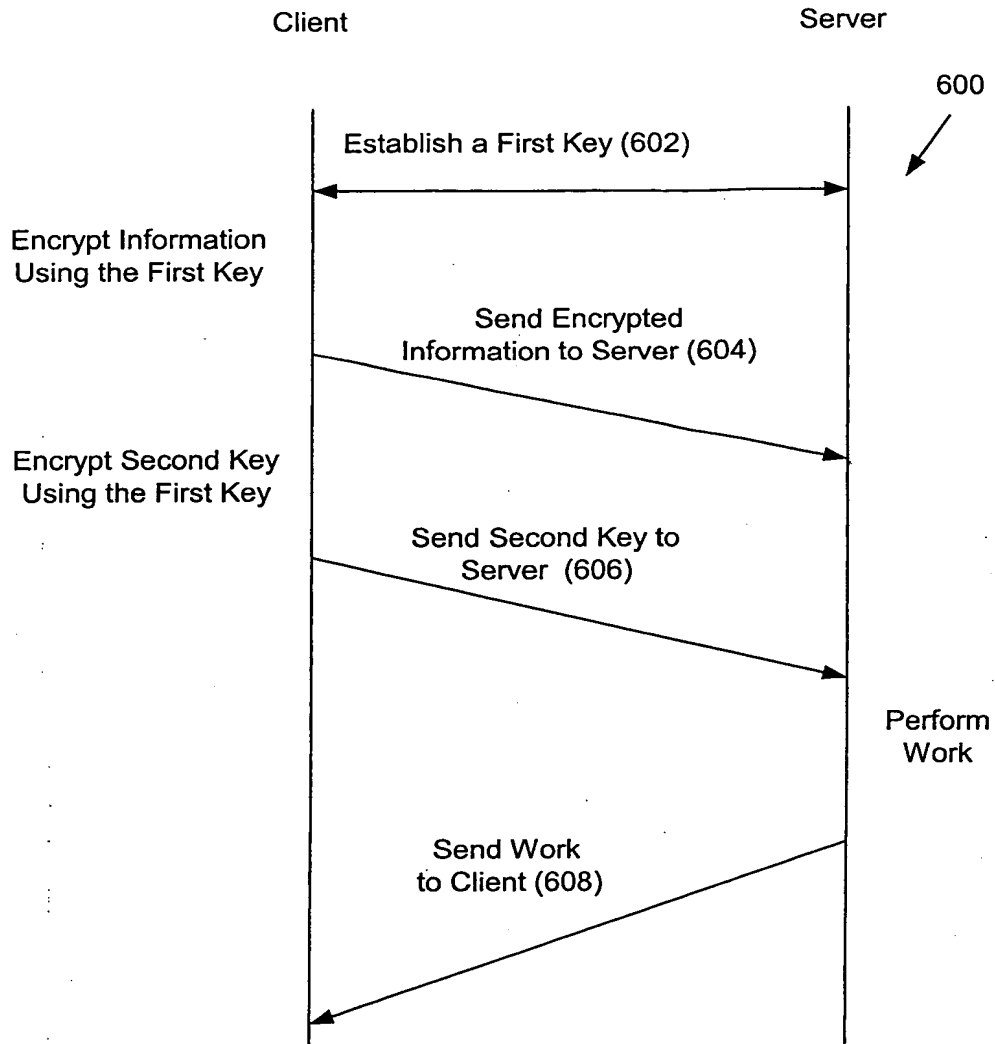 Client
Server
600
Establish a First Key (602)
Encrypt Information
Using the First Key
Send Encrypted
Information to Server (604)
Encrypt Second Key
Using the First Key
Send Second Key to
Server (606)
Perform
Work
Send Work
to Client (608)